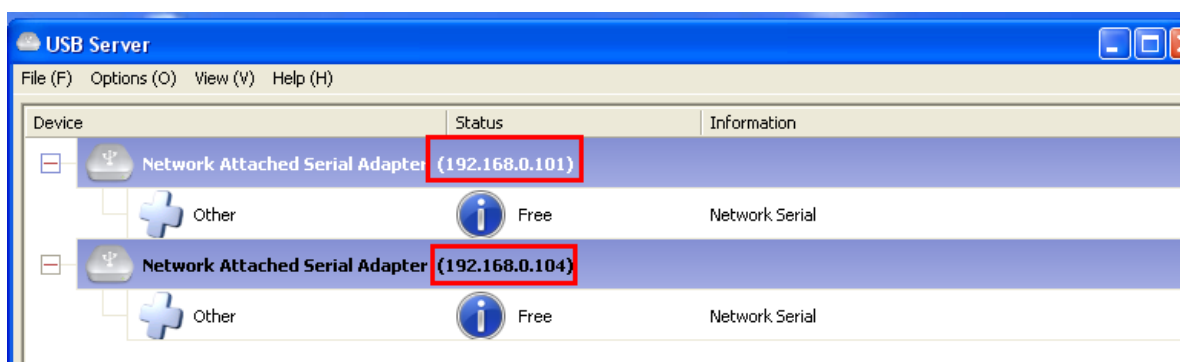 USB Server
File (F) Options (O) View (V) Help (H)
Device Status Information
Network Attached Serial Adapter (192.168.0.101)
Other Free Network Serial
Network Attached Serial Adapter (192.168.0.104)
Other Free Network Serial